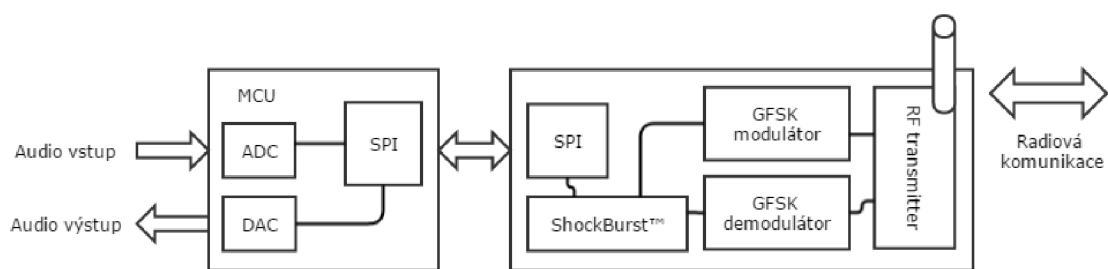 MCU
Audio vstup
ADC
SPI
Audio výstup
DAC
SPI
ShockBurst™
GFSK
modulátor
GFSK
demodulátor
RF transmitter
Radiová
komunikace